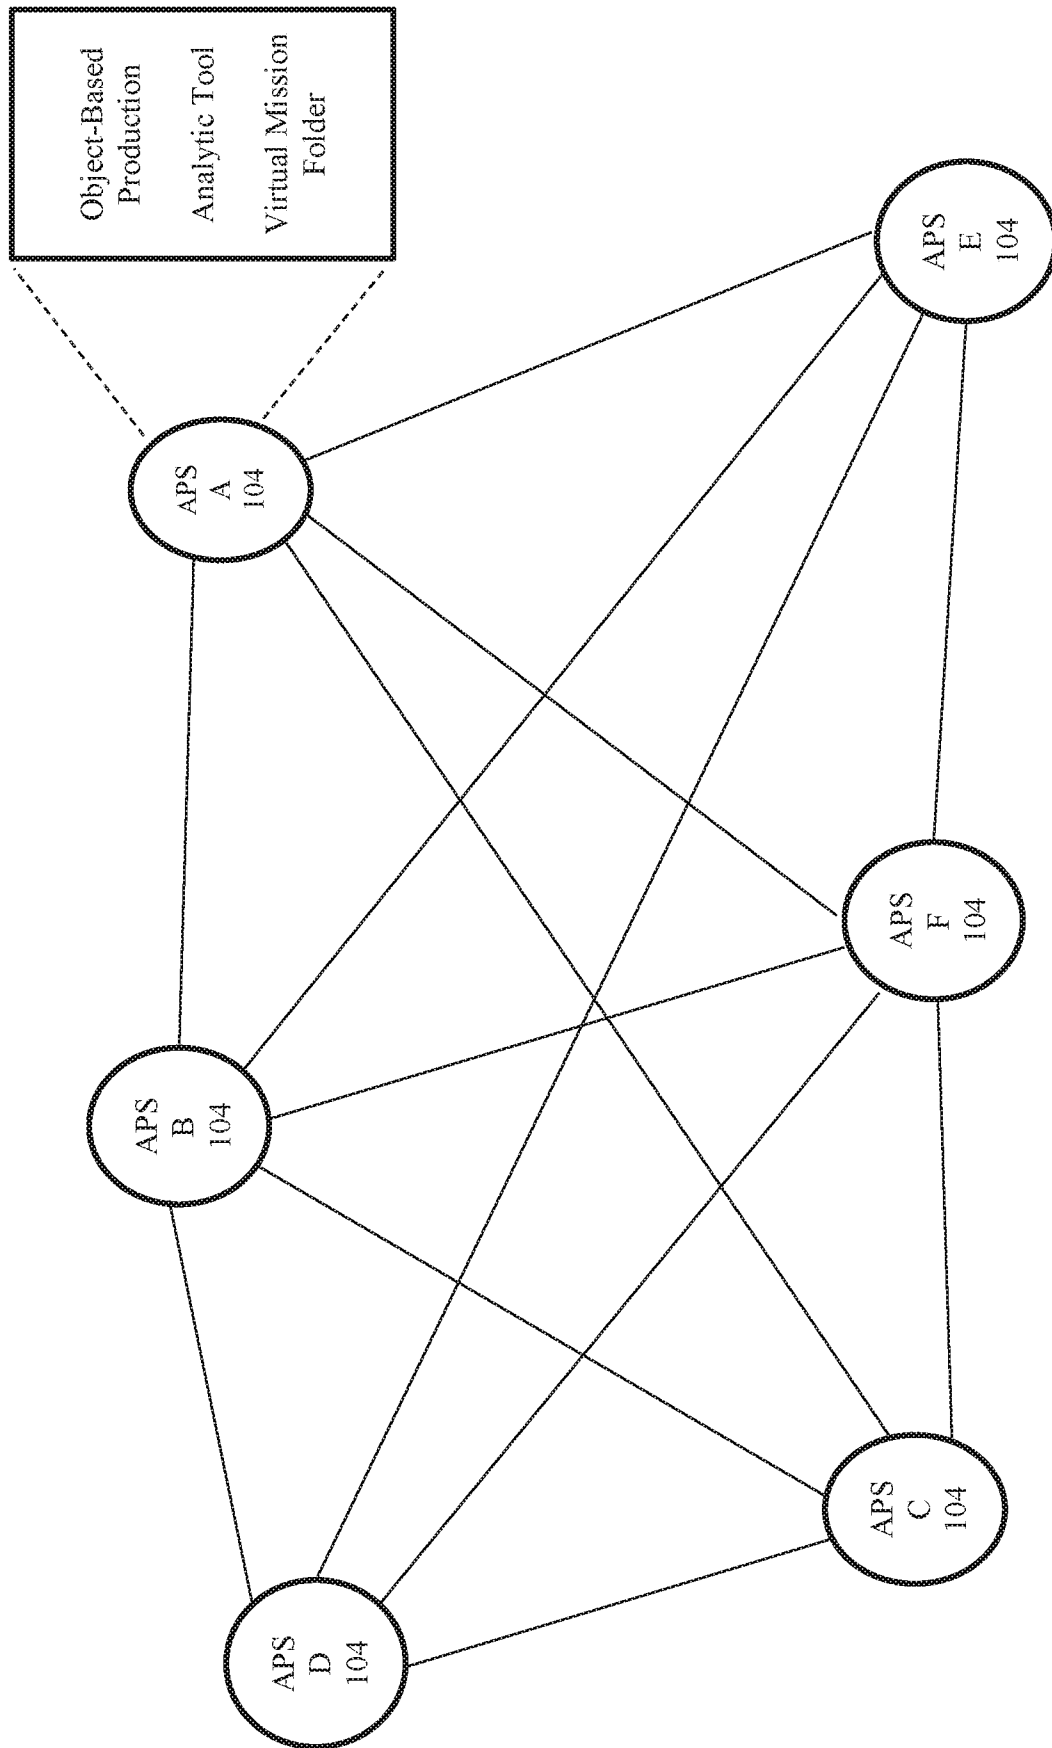 Object-Based
Production
Analytic Tool
Virtual Mission
Folder
APS
D
104
APS
B
104
APS
A
104
APS
C
104
APS
F
104
APS
E
104